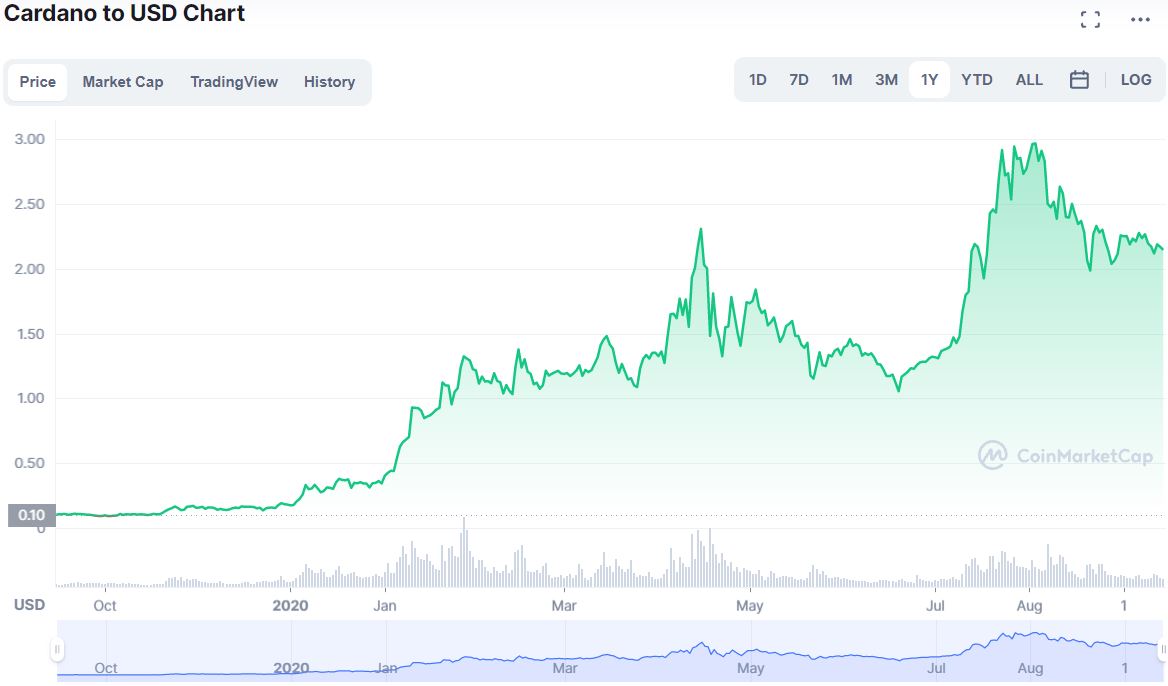 Cardano to USD Chart
Price Market Cap TradingView History
1D 7D 1M 3M 1Y YTD ALL LOG
3.00
2.50
2.00
1.50
1.00
0.50
0.10
0
CoinMarketCap
USD Oct 2020 Jan Mar May Jul Aug 1
Oct 2020 Jan Mar May Jul Aug 1